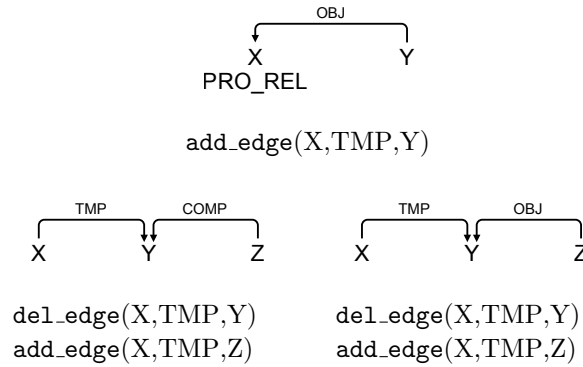 OBJ
X Y
PRO_REL
add_edge(X,TMP,Y)
TMP COMP TMP OBJ
X Y Z X Y Z
del_edge(X,TMP,Y) del_edge(X,TMP,Y)
add_edge(X,TMP,Z) add_edge(X,TMP,Z)